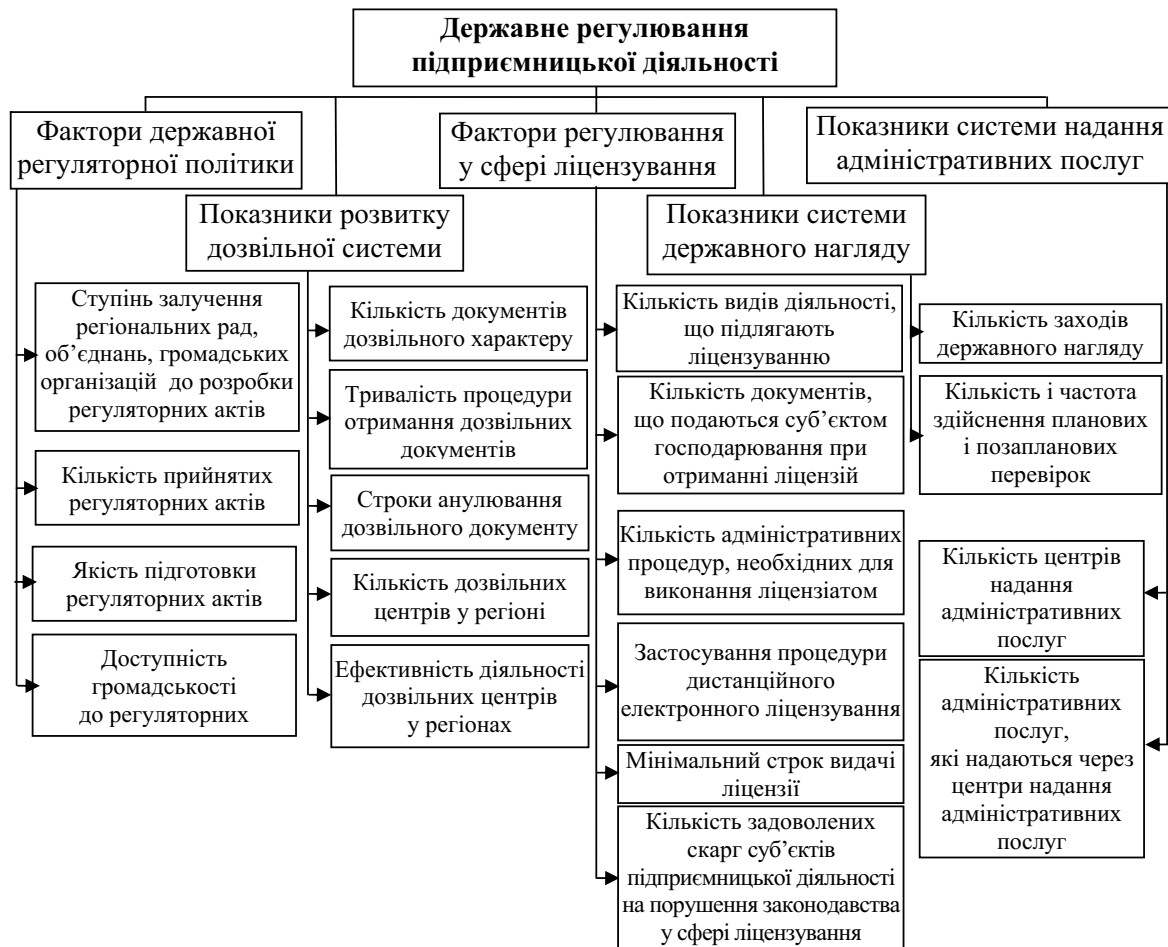 Державне регулювання
підприємницької діяльності
Фактори державної
регуляторної політики
Фактори регулювання
у сфері ліцензування
Показники системи надання
адміністративних послуг
Показники розвитку
дозвільної системи
Показники системи
державного нагляду
Ступінь залучення
регіональних рад,
об’єднань, громадських
організацій до розробки
регуляторних актів
Кількість прийнятих
регуляторних актів
Якість підготовки
регуляторних актів
Доступність
громадськості
до регуляторних
Кількість документів
дозвільного характеру
Тривалість процедури
отримання дозвільних
документів
Строки анулювання
дозвільного документу
Кількість дозвільних
центрів у регіоні
Ефективність діяльності
дозвільних центрів
у регіонах
Кількість видів діяльності,
що підлягають
ліцензуванню
Кількість документів,
що подаються суб’єктом
господарювання при
отриманні ліцензій
Кількість адміністративних
процедур, необхідних для
виконання ліцензіатом
Застосування процедури
дистанційного
електронного ліцензування
Мінімальний строк видачі
ліцензії
Кількість задоволених
скарг суб’єктів
підприємницької діяльності
на порушення законодавства
у сфері ліцензування
Кількість заходів
державного нагляду
Кількість і частота
здійснення планових
і позапланових
перевірок
Кількість центрів
надання
адміністративних
послуг
Кількість
адміністративних
послуг,
які надаються через
центри надання
адміністративних
послуг